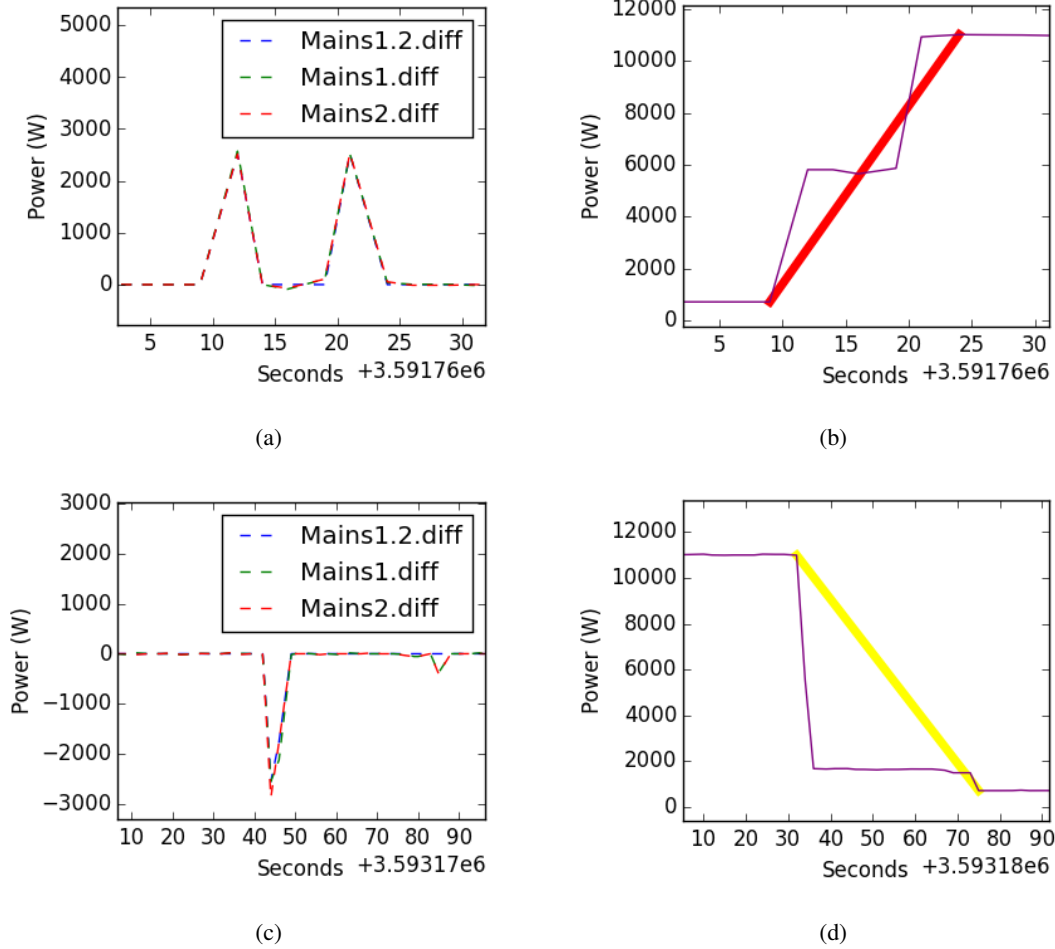 5000
4000
3000
2000
1000
0
Power (W)
Mains1.2.diff
Mains1.diff
Mains2.diff
5 10 15 20 25 30
Seconds +3.59176e6
(a)
12000
10000
8000
6000
4000
2000
0
Power (W)
5 10 15 20 25 30
Seconds +3.59176e6
(b)
3000
2000
1000
0
−1000
−2000
−3000
Power (W)
Mains1.2.diff
Mains1.diff
Mains2.diff
10 20 30 40 50 60 70 80 90
Seconds +3.59317e6
(c)
12000
10000
8000
6000
4000
2000
0
Power (W)
10 20 30 40 50 60 70 80 90
Seconds +3.59318e6
(d)